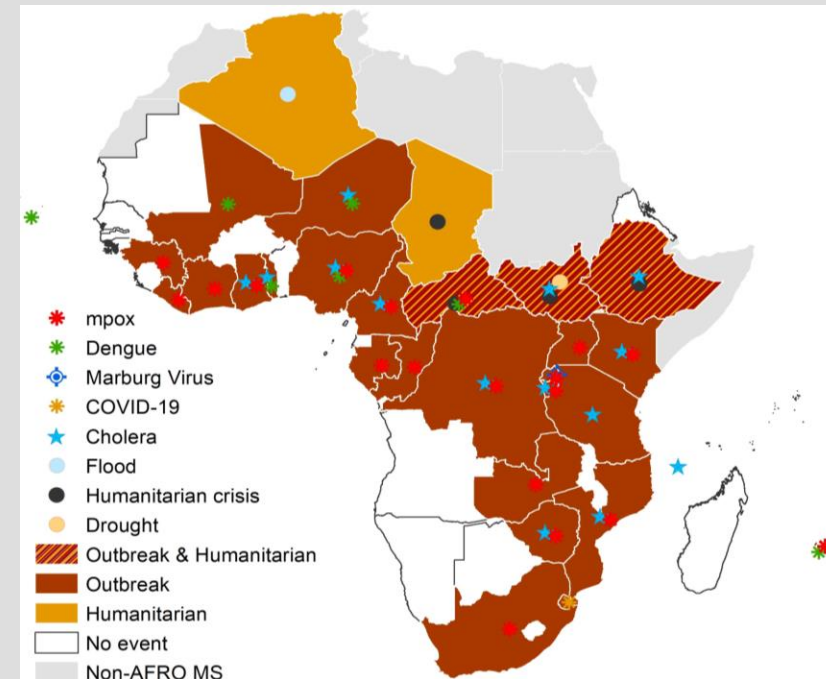 mpox
Dengue
Marburg Virus
COVID-19
Cholera
Flood
Humanitarian crisis
Drought
Outbreak & Humanitarian
Outbreak
Humanitarian
No event
Non-AFRO MS